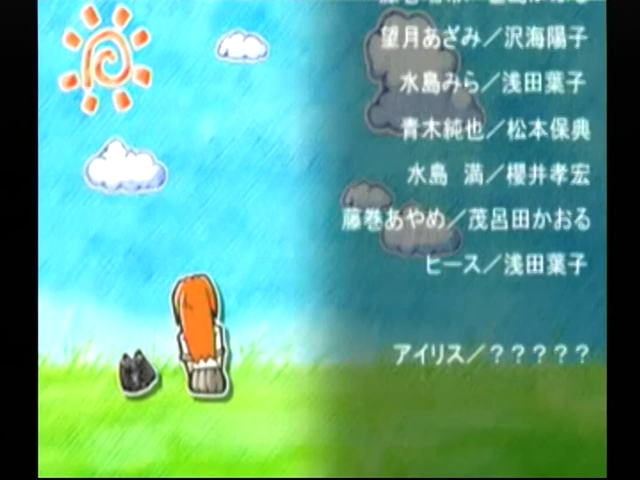 望月あざみ／沢海陽子
水島みら／浅田葉子
青木純也／松本保典
水島　満／櫻井孝宏
藤巻あやめ／茂呂田かおる
ピース／浅田葉子
アイリス／？？？？？